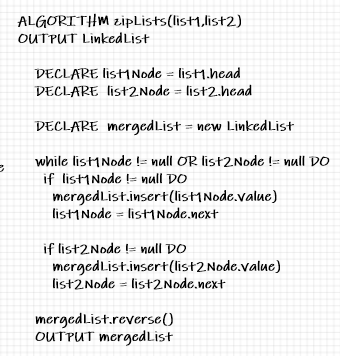 ALGORITHM zipLists(list1,list2)
OUTPUT LinkedList
DECLARE list1Node = list1.head
DECLARE list2Node = list2.head
DECLARE mergedList = new LinkedList
while list1Node != null OR list2Node != null DO
if list1Node != null DO
mergedList.insert(list1Node.value)
list1Node = list1Node.next
if list2Node != null DO
mergedList.insert(list2Node.value)
list2Node = list2Node.next
mergedList.reverse()
OUTPUT mergedList